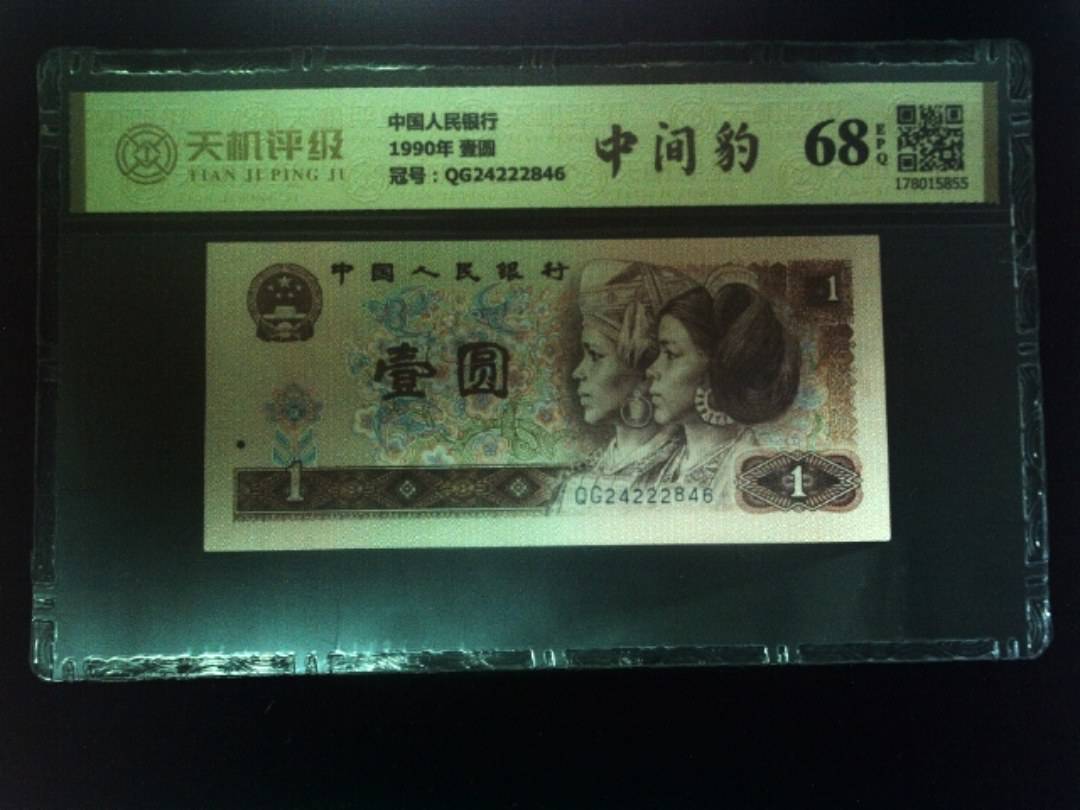 天机评级
TIAN JI PING JI
中国人民银行
1990年 壹圆
冠号：QG24222846
中间豹
68
EPQ
178015855
中国人民银行
1
壹圆
1
QG24222846
1